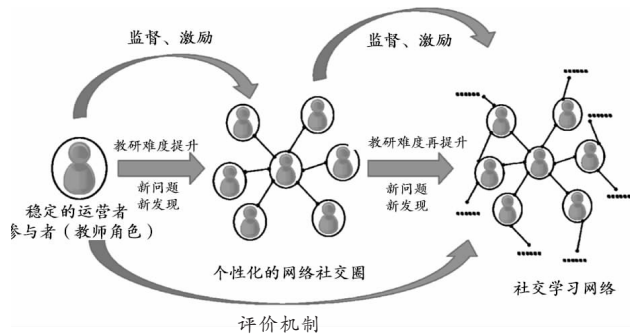 监督、激励
监督、激励
教研难度提升
新问题
新发现
教研难度再提升
新问题
新发现
稳定的运营者
参与者（教师角色）
个性化的网络社交圈
社交学习网络
评价机制